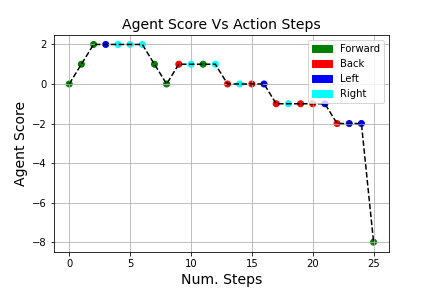 Agent Score Vs Action Steps
Agent Score
2
0
−2
−4
−6
−8
Forward
Back
Left
Right
0 5 10 15 20 25
Num. Steps